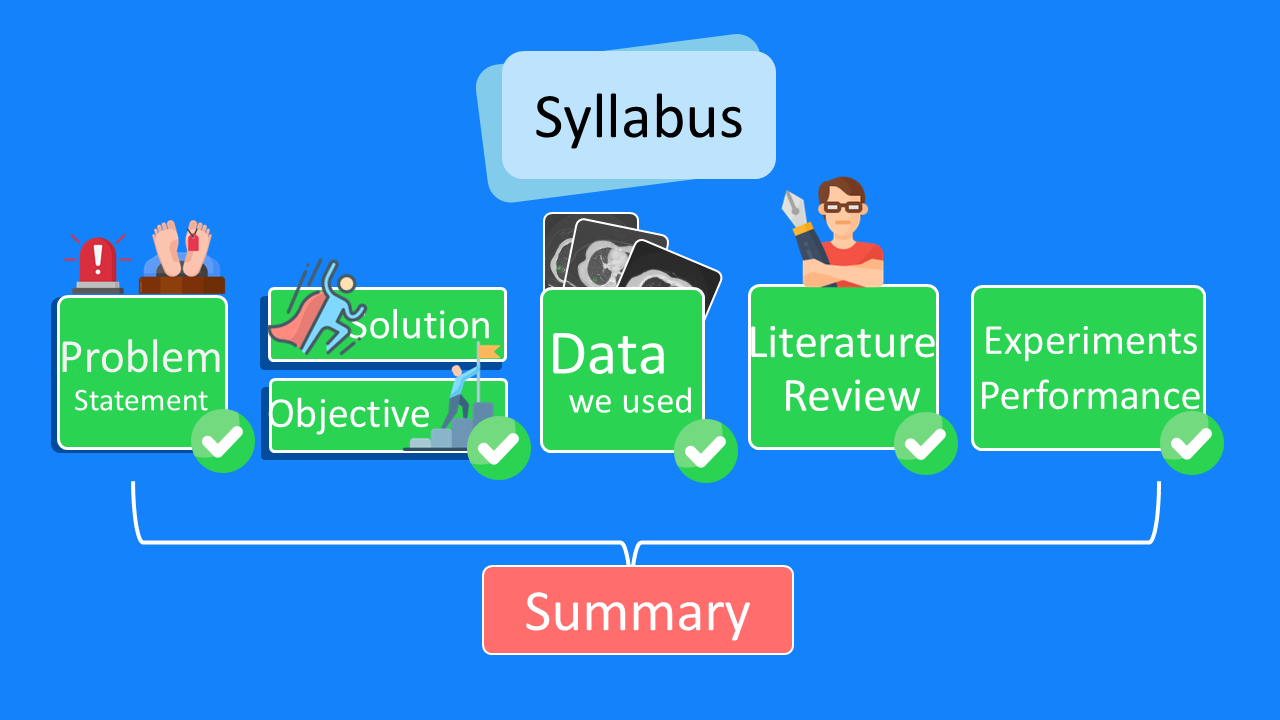 Syllabus
Problem
Statement
Solution
Objective
Data
we used
Literature
Review
Experiments
Performance
Summary